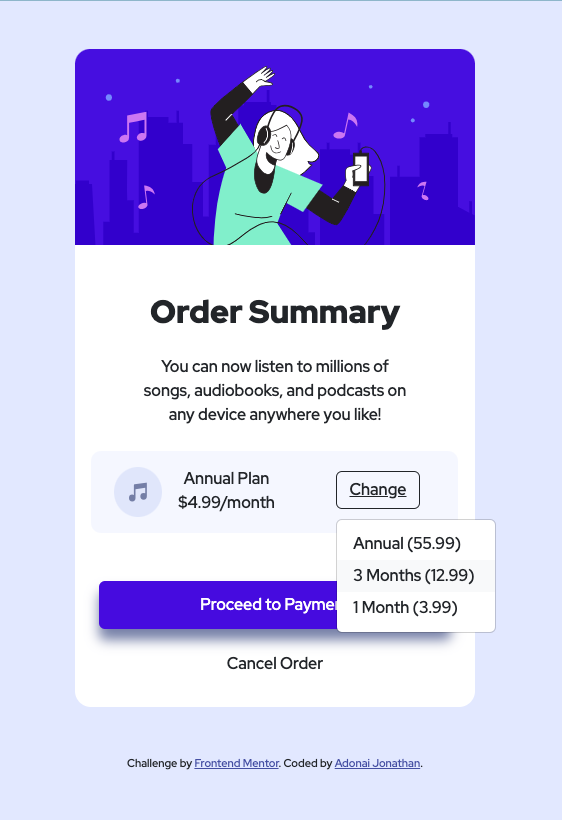 Order Summary
You can now listen to millions of
songs, audiobooks, and podcasts on
any device anywhere you like!
Annual Plan
$4.99/month
Change
Annual (55.99)
3 Months (12.99)
1 Month (3.99)
Proceed to Paymen
Cancel Order
Challenge by Frontend Mentor. Coded by Adonai Jonathan.